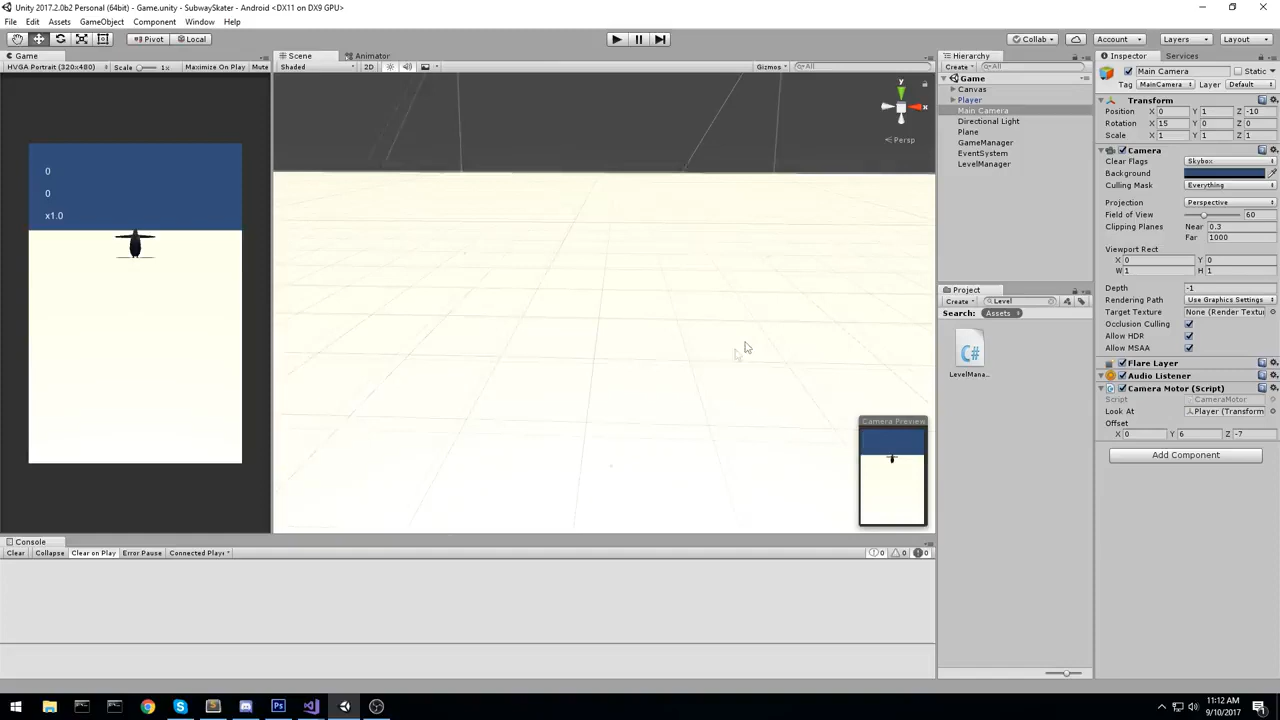 Unity 2017.2.0b2 Personal (64bit) - Game.unity - SubwaySkater - Android <DX11 on DX9 GPU>
File Edit Assets GameObject Component Window Help
Pivot Local Collab Account Layers Layout
Game Scene Animator Hierarchy Inspector Services
HVGA Portrait (320x480) Scale 1x Maximize On Play Mute Shaded 2D Gizmos All Create All
Main Camera Static
Tag MainCamera Layer Default
Game
Canvas
Player
Main Camera
Directional Light
Plane
GameManager
EventSystem
LevelManager
Transform
Position X 0 Y 1 Z -10
Rotation X 15 Y 0 Z 0
Scale X 1 Y 1 Z 1
Camera
Clear Flags Skybox
Background
Culling Mask Everything
Projection Perspective
Field of View 60
Clipping Planes Near 0.3
Far 1000
Viewport Rect
X 0 Y 0
W 1 H 1
Depth -1
Rendering Path Use Graphics Settings
Target Texture None (Render Textu
Occlusion Culling
Allow HDR
Allow MSAA
Flare Layer
Audio Listener
Camera Motor (Script)
Script CameraMotor
Look At Player (Transform
Offset
X 0 Y 6 Z -7
Add Component
0
0
x1.0
y
x
Persp
Camera Preview
Project
Create Level
Search: Assets
C#
LevelMana...
Console
Clear Collapse Clear on Play Error Pause Connected Play 0 0 0
11:12 AM
9/10/2017